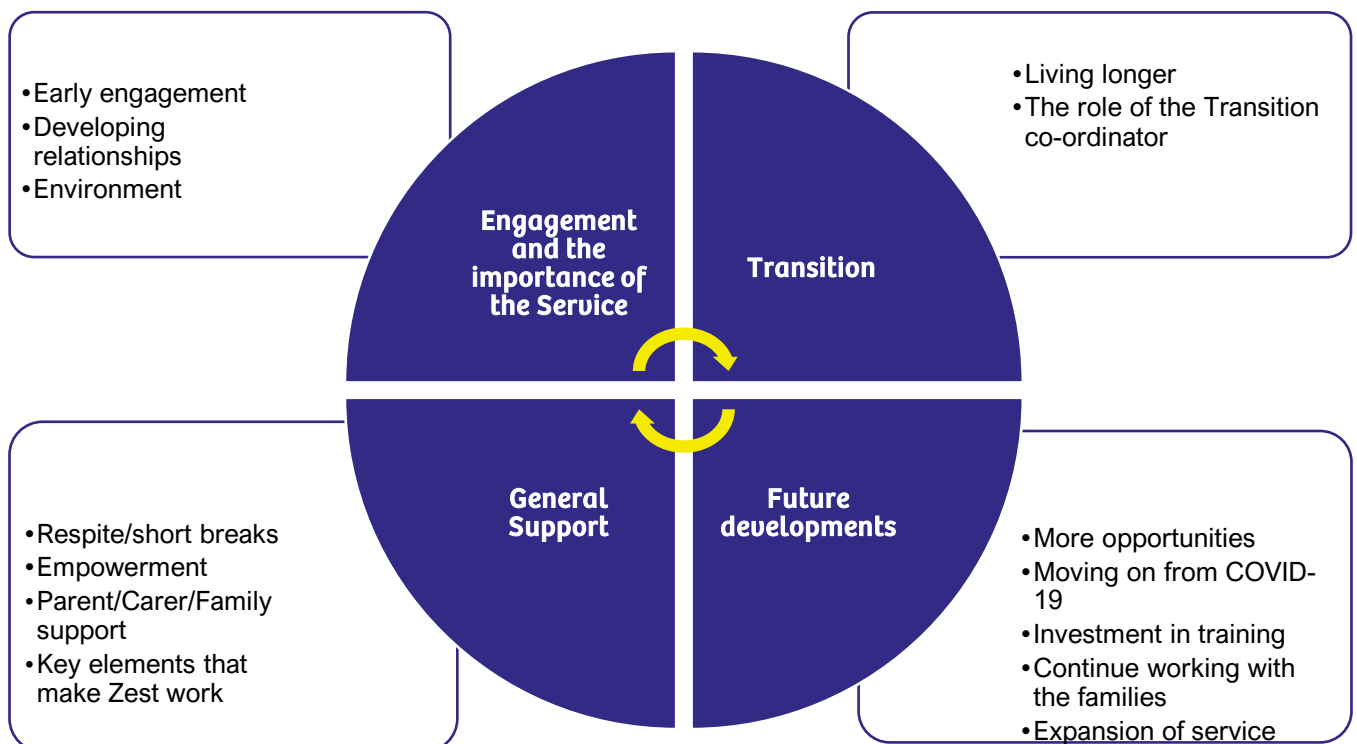 •Early engagement
•Developing
relationships
•Environment
•Living longer
•The role of the Transition
co-ordinator
Engagement
and the
importance of
the Service
Transition
General
Support
Future
developments
•Respite/short breaks
•Empowerment
•Parent/Carer/Family
support
•Key elements that
make Zest work
•More opportunities
•Moving on from COVID-
19
•Investment in training
•Continue working with
the families
•Expansion of service